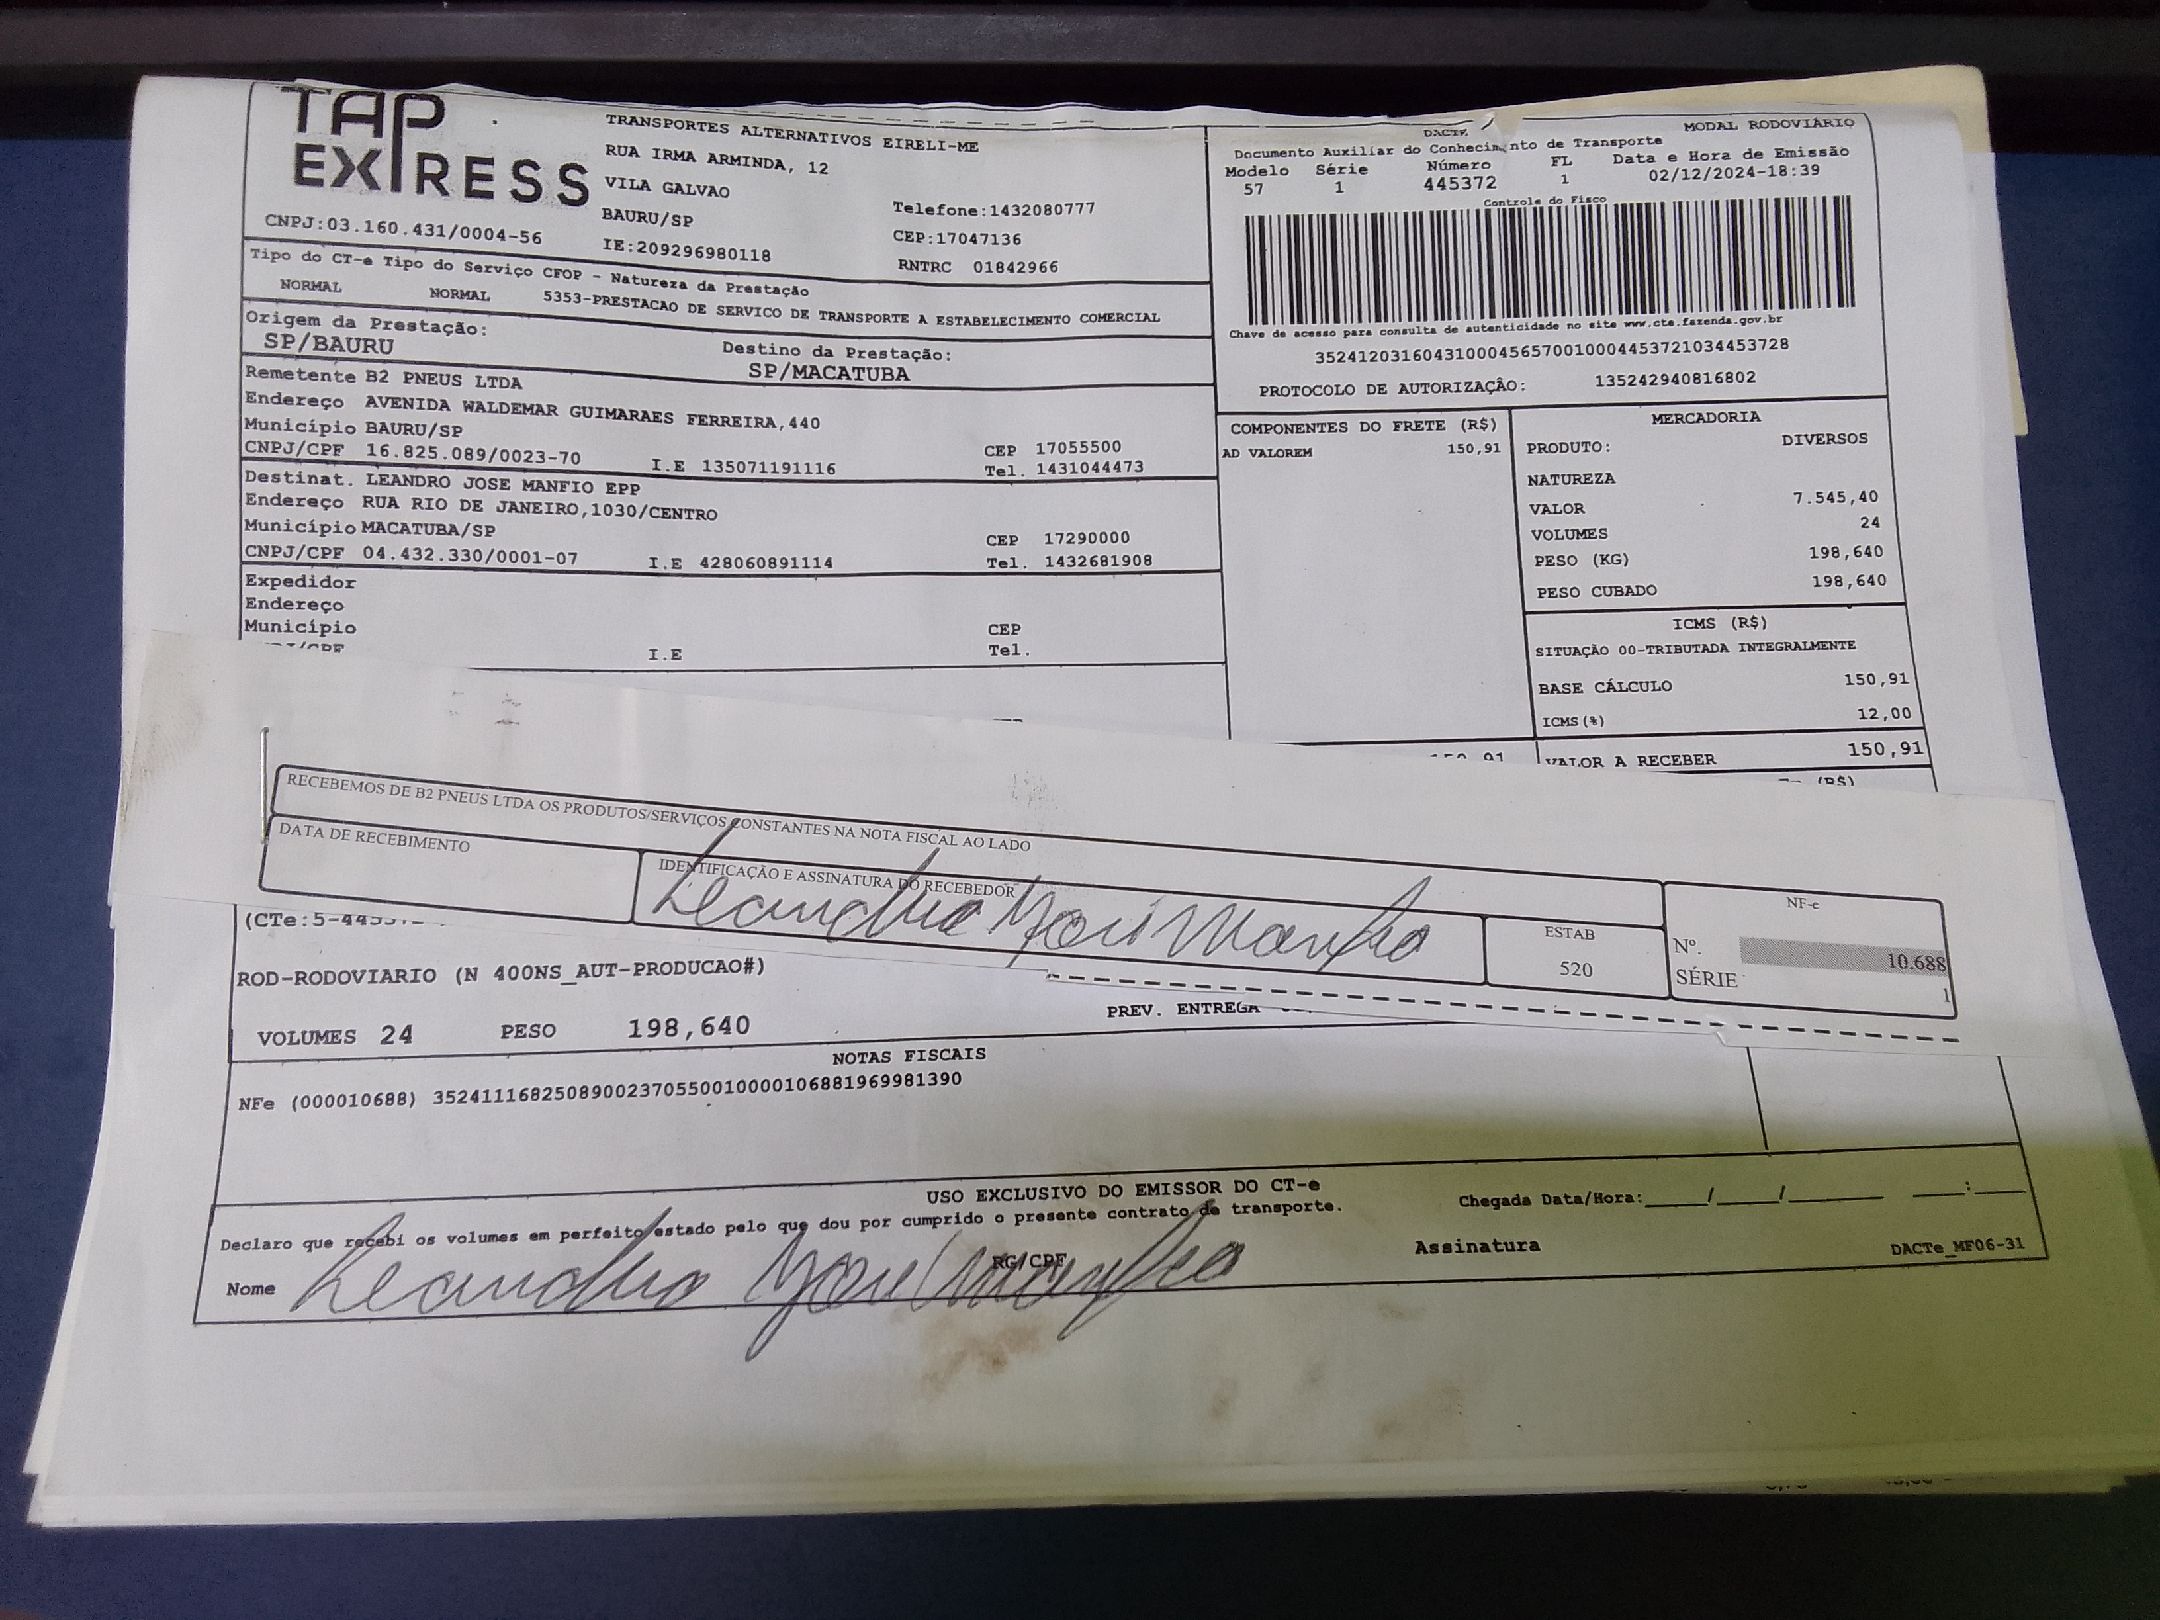 TAP
EXPRESS
CNPJ:03.160.431/0004-56
TRANSPORTES ALTERNATIVOS EIRELI-ME
RUA IRMA ARMINDA, 12
VILA GALVAO
BAURU/SP
IE:209296980118
Telefone:1432080777
CEP:17047136
RNTRC 01842966
DACTE
MODAL RODOVIÁRIO
Documento Auxiliar do Conhecimento de Transporte
Modelo Série Número FL Data e Hora de Emissão
57 1 445372 1 02/12/2024-18:39
Controle do Fisco
Chave de acesso para consulta de autenticidade no site www.cte.fazenda.gov.br
35241203160431000456570010004453721034453728
PROTOCOLO DE AUTORIZAÇÃO: 135242940816802
Tipo do CT-e Tipo do Serviço CFOP - Natureza da Prestação
NORMAL NORMAL 5353-PRESTACAO DE SERVICO DE TRANSPORTE A ESTABELECIMENTO COMERCIAL
Origem da Prestação:
SP/BAURU
Destino da Prestação:
SP/MACATUBA
Remetente B2 PNEUS LTDA
Endereço AVENIDA WALDEMAR GUIMARAES FERREIRA,440
Município BAURU/SP CEP 17055500
CNPJ/CPF 16.825.089/0023-70 I.E 135071191116 Tel. 1431044473
Destinat. LEANDRO JOSE MANFIO EPP
Endereço RUA RIO DE JANEIRO,1030/CENTRO
Município MACATUBA/SP CEP 17290000
CNPJ/CPF 04.432.330/0001-07 I.E 428060891114 Tel. 1432681908
Expedidor
Endereço
Município CEP
I.E Tel.
COMPONENTES DO FRETE (R$)
AD VALOREM 150,91
MERCADORIA
PRODUTO: DIVERSOS
NATUREZA
VALOR 7.545,40
VOLUMES 24
PESO (KG) 198,640
PESO CUBADO 198,640
ICMS (R$)
SITUAÇÃO 00-TRIBUTADA INTEGRALMENTE
BASE CÁLCULO 150,91
ICMS(%) 12,00
VALOR A RECEBER 150,91
RECEBEMOS DE B2 PNEUS LTDA OS PRODUTOS/SERVIÇOS CONSTANTES NA NOTA FISCAL AO LADO
DATA DE RECEBIMENTO
IDENTIFICAÇÃO E ASSINATURA DO RECEBEDOR
Leandro José Manfio
ESTAB
520
NF-e
Nº. 10.688
SÉRIE 1
ROD-RODOVIARIO (N 400NS_AUT-PRODUCAO#)
VOLUMES 24 PESO 198,640
PREV. ENTREGA
NOTAS FISCAIS
NFe (000010688) 35241116825089002370550010000106881969981390
USO EXCLUSIVO DO EMISSOR DO CT-e
Declaro que recebi os volumes em perfeito estado pelo que dou por cumprido o presente contrato de transporte.
Chegada Data/Hora:____/____/______ ____:____
Nome Leandro José Manfio
RG/CPF
Assinatura
DACTe_MF06-31